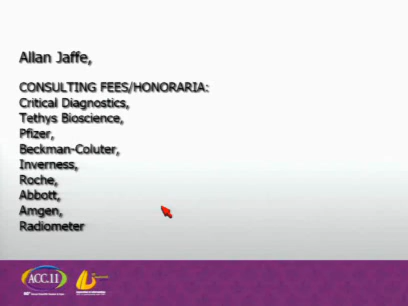 Allan Jaffe,
CONSULTING FEES/HONORARIA:
Critical Diagnostics,
Tethys Bioscience,
Pfizer,
Beckman-Coluter,
Inverness,
Roche,
Abbott,
Amgen,
Radiometer
ACC.11